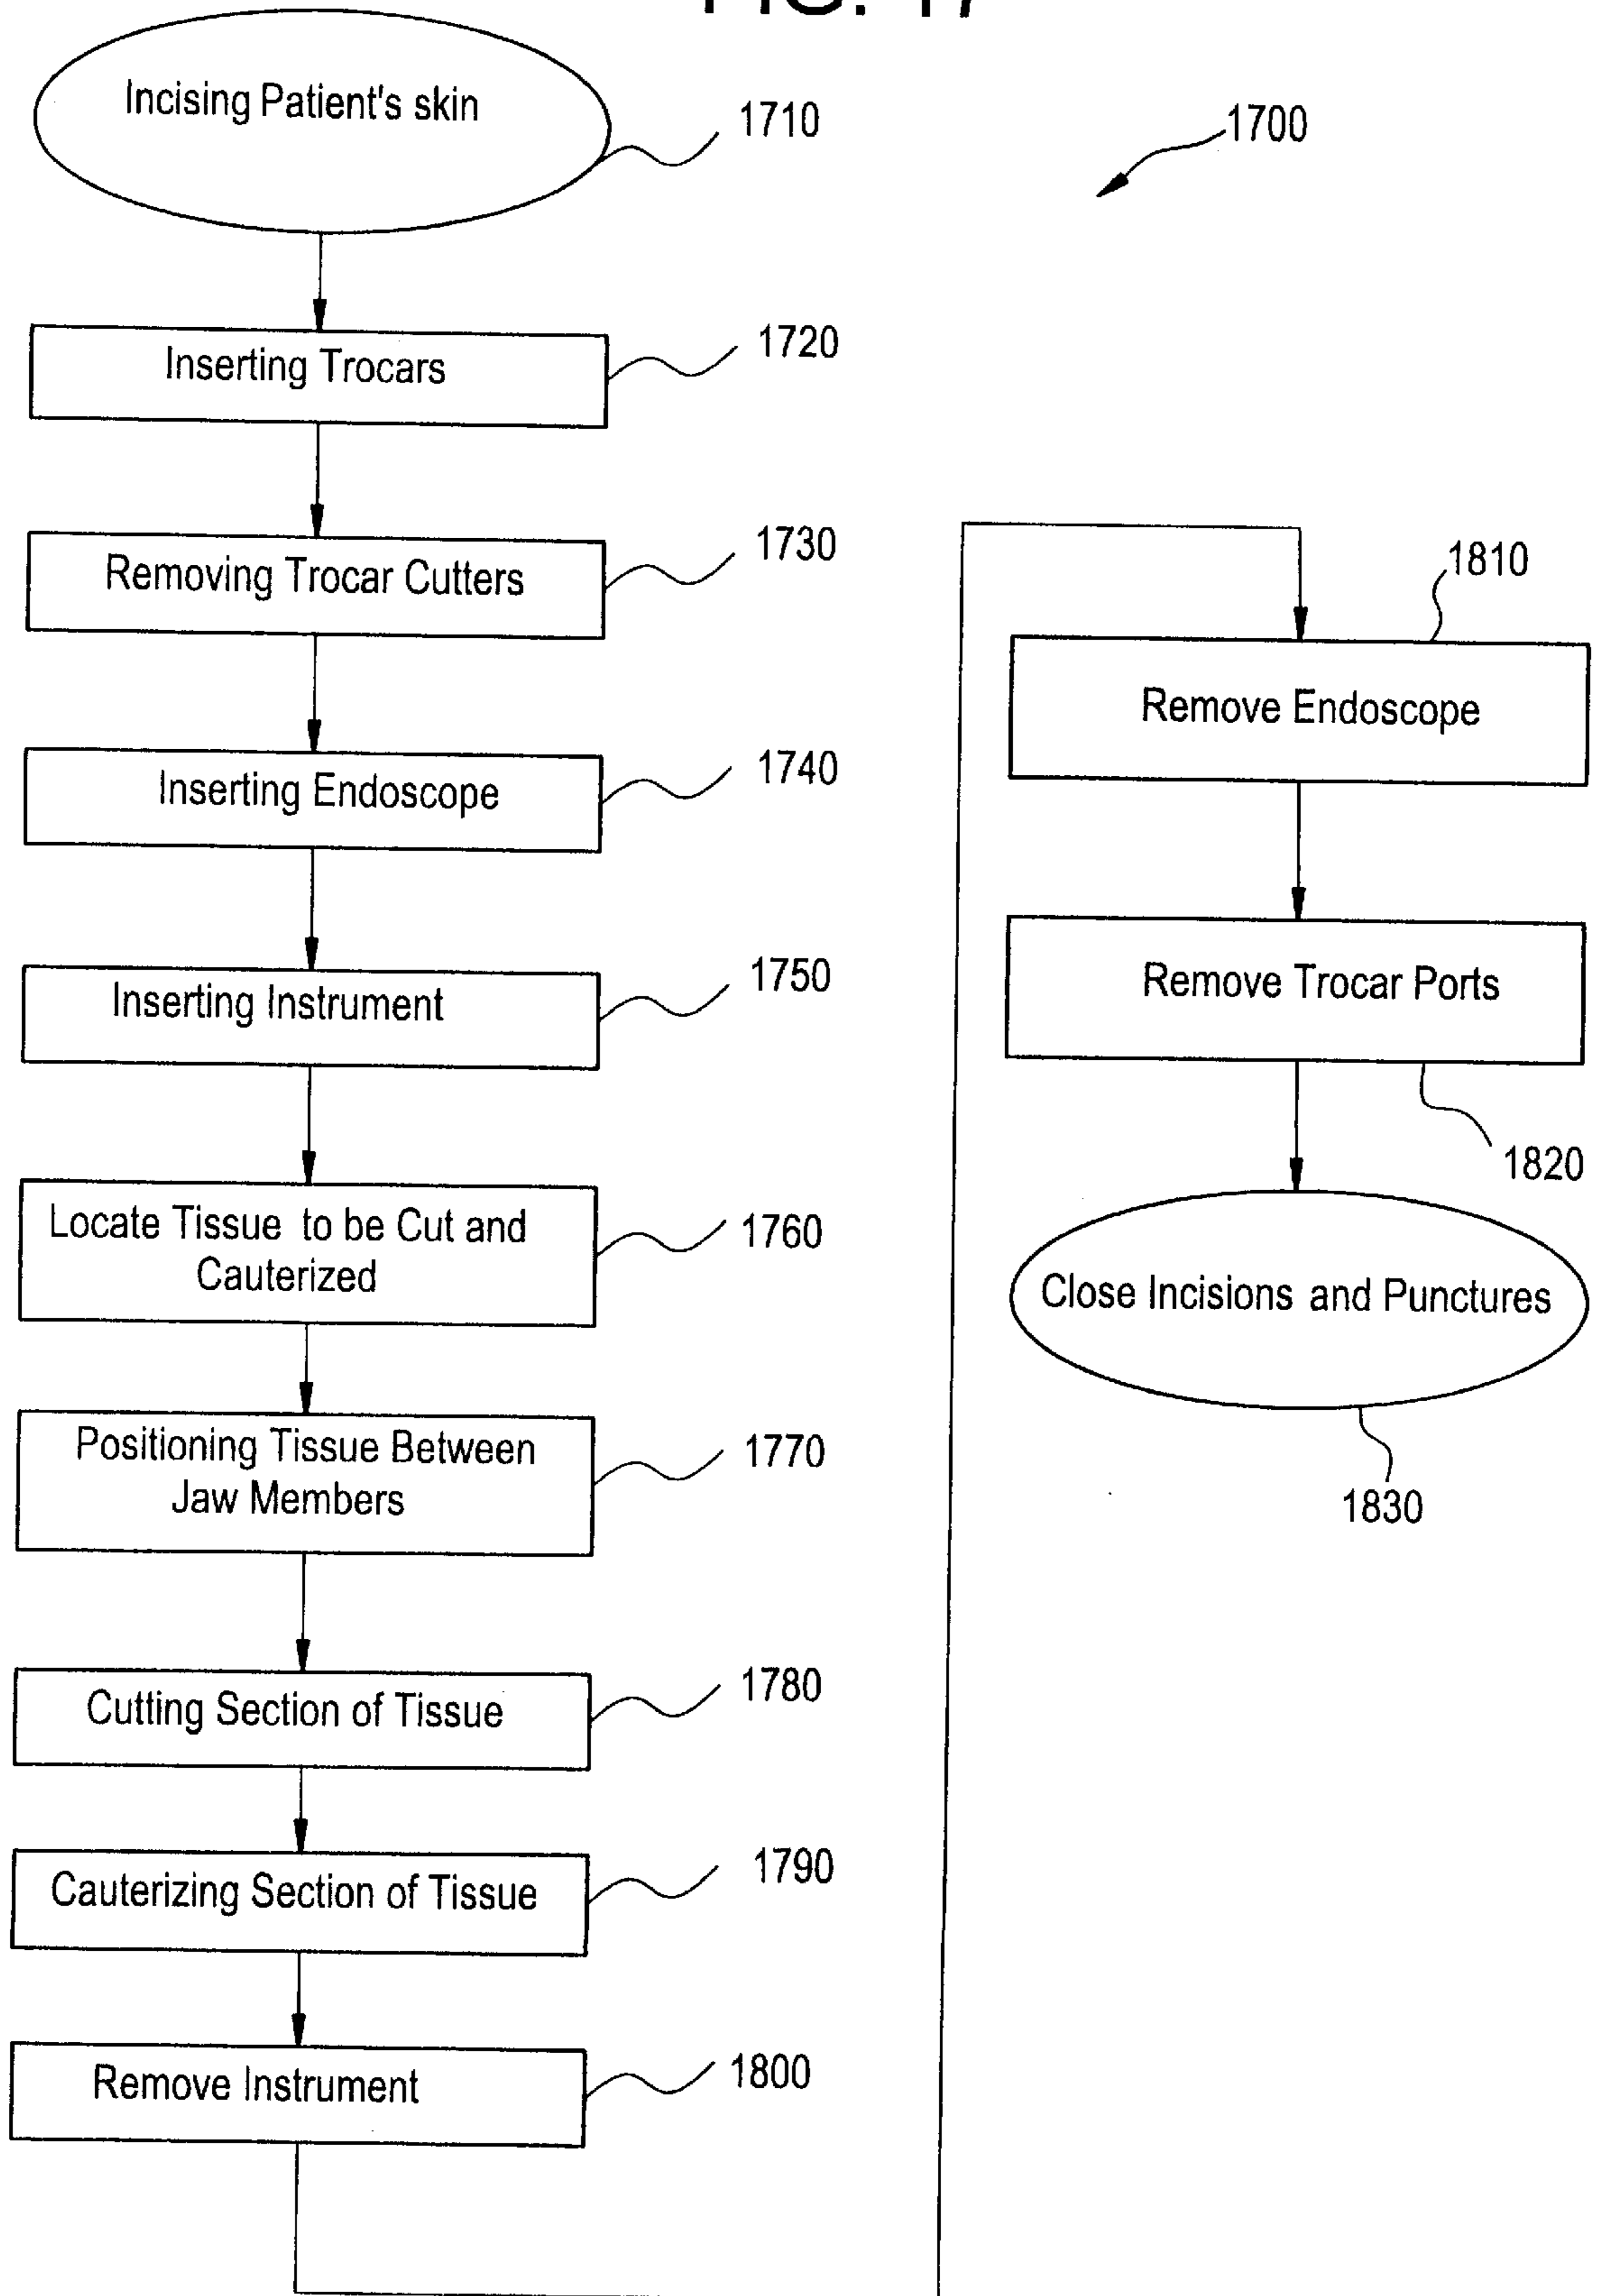 FIG. 17
Incising Patient's skin
1710
1700
Inserting Trocars
1720
Removing Trocar Cutters
1730
Inserting Endoscope
1740
Inserting Instrument
1750
Locate Tissue to be Cut and
Cauterized
1760
Positioning Tissue Between
Jaw Members
1770
Cutting Section of Tissue
1780
Cauterizing Section of Tissue
1790
Remove Instrument
1800
1810
Remove Endoscope
Remove Trocar Ports
1820
Close Incisions and Punctures
1830